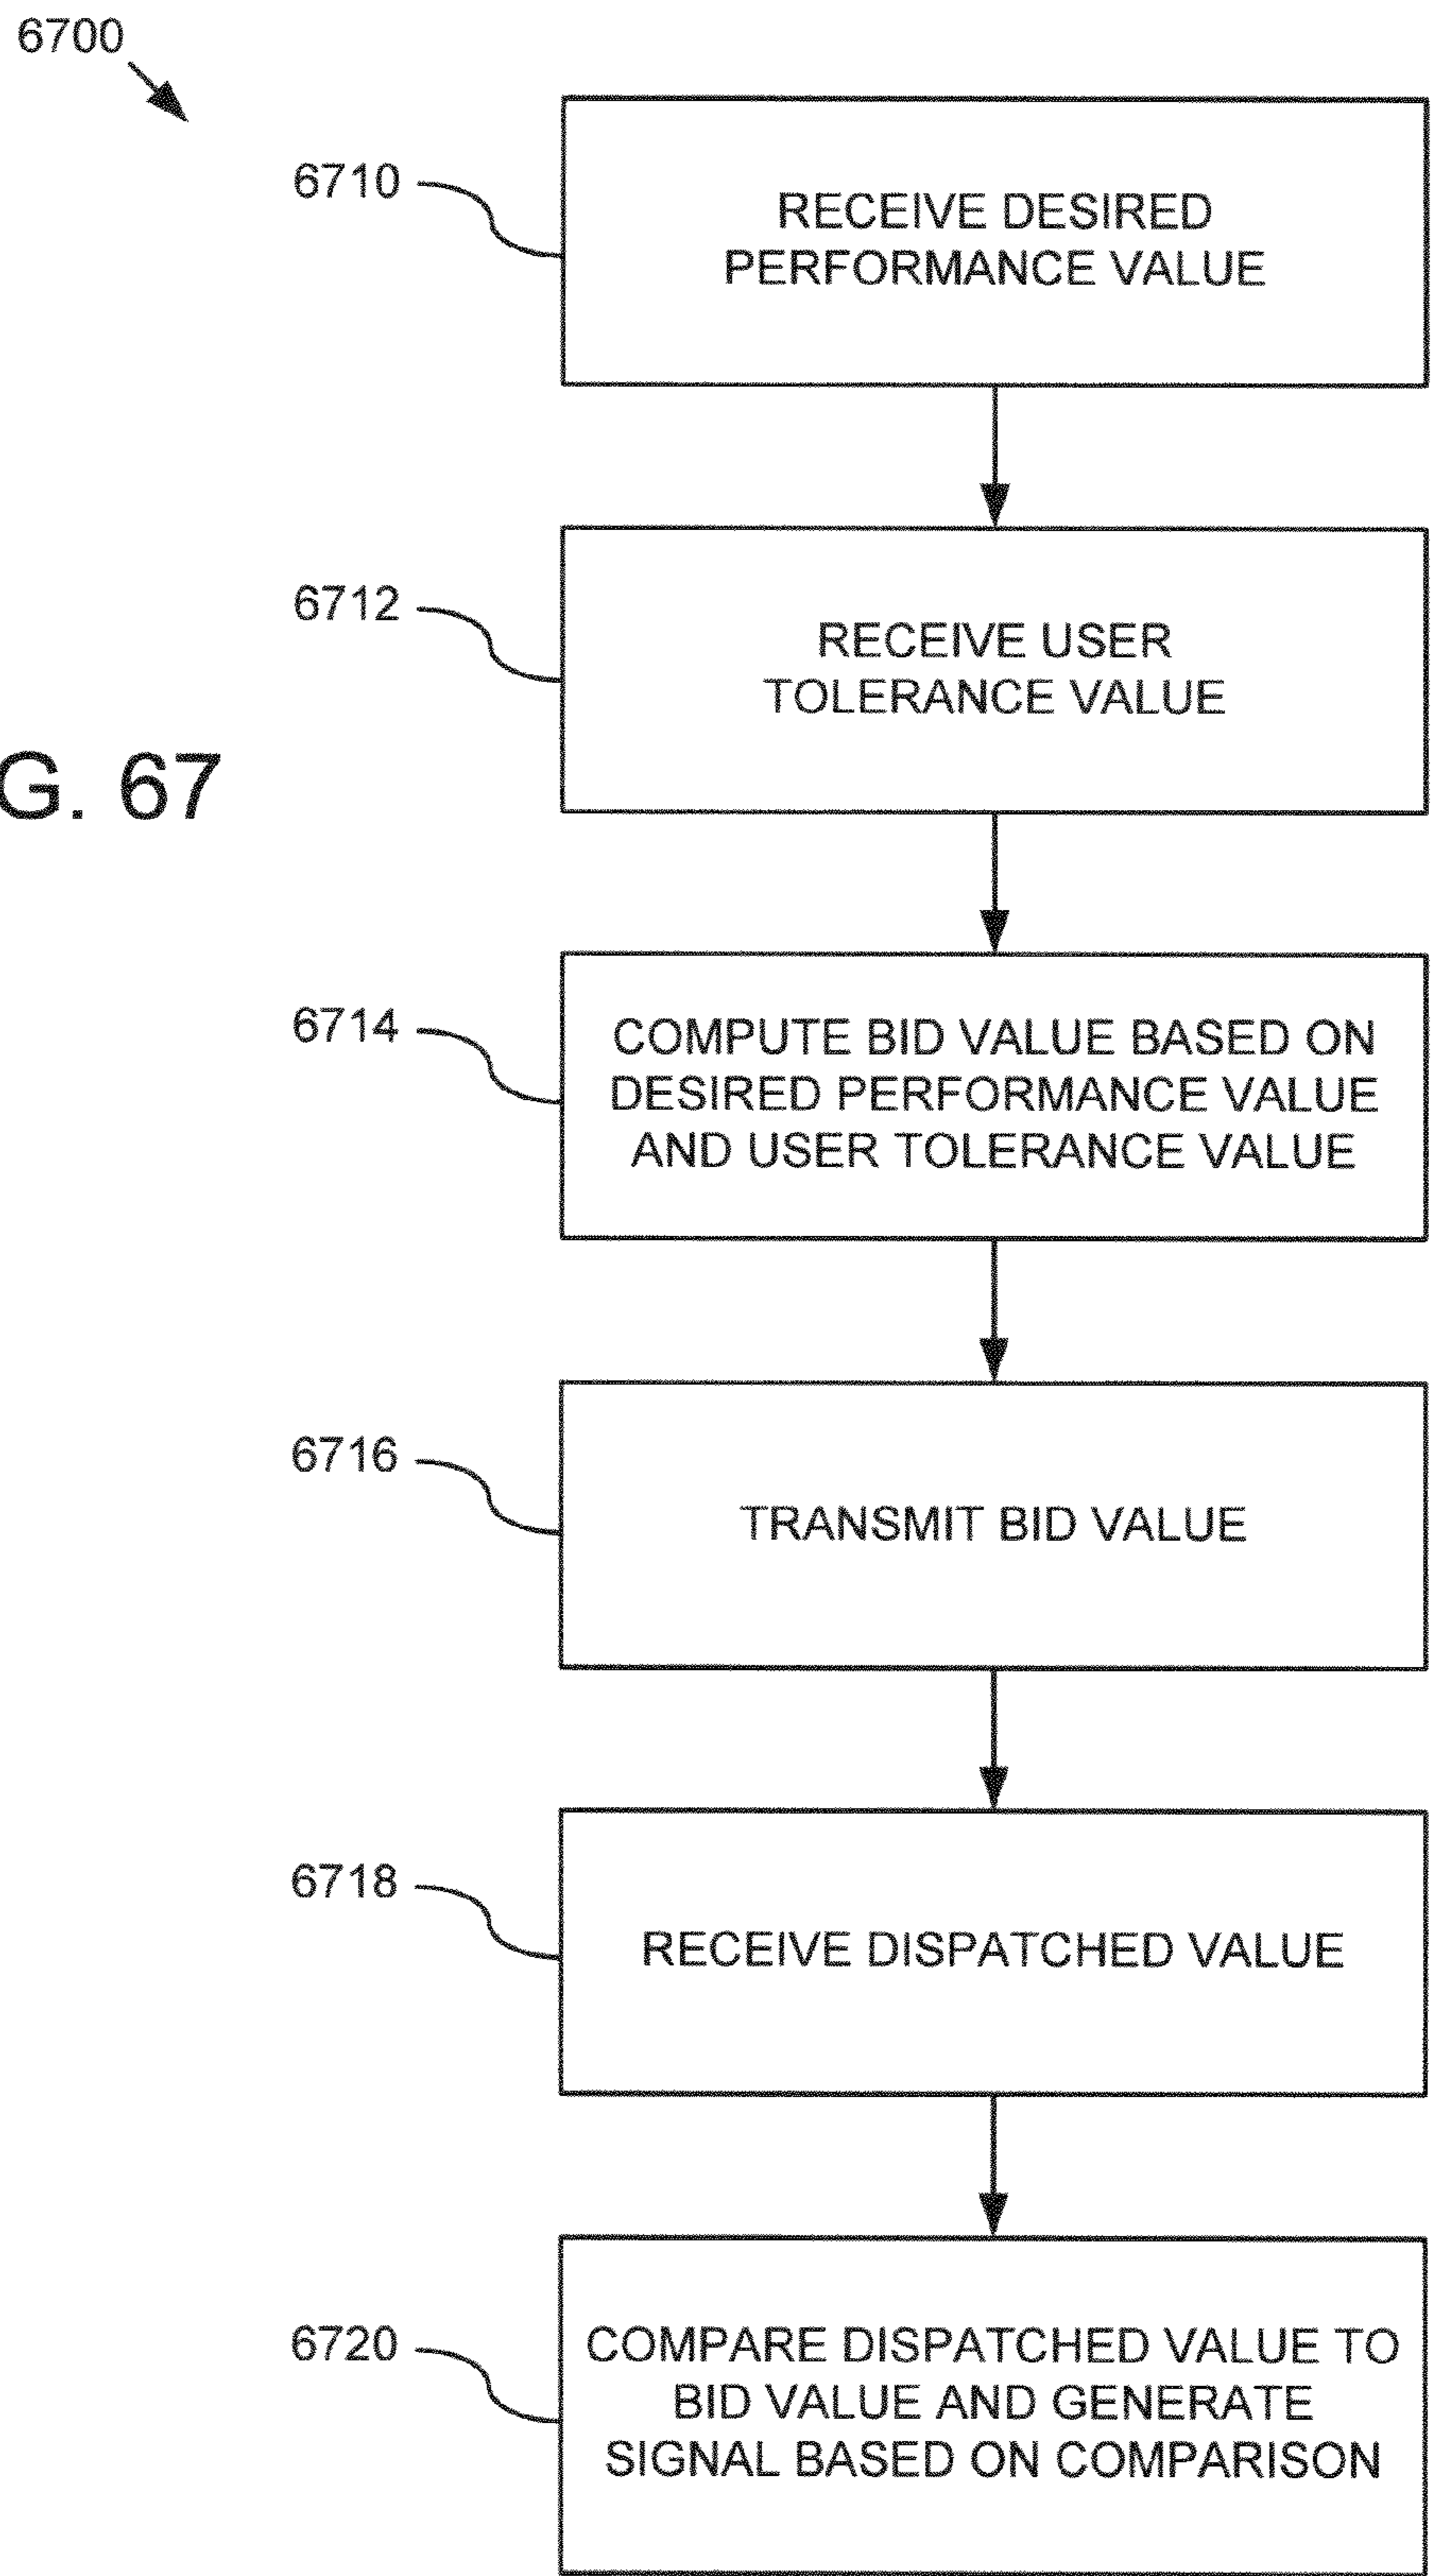 6700
6710
RECEIVE DESIRED
PERFORMANCE VALUE
6712
RECEIVE USER
TOLERANCE VALUE
G. 67
6714
COMPUTE BID VALUE BASED ON
DESIRED PERFORMANCE VALUE
AND USER TOLERANCE VALUE
6716
TRANSMIT BID VALUE
6718
RECEIVE DISPATCHED VALUE
6720
COMPARE DISPATCHED VALUE TO
BID VALUE AND GENERATE
SIGNAL BASED ON COMPARISON